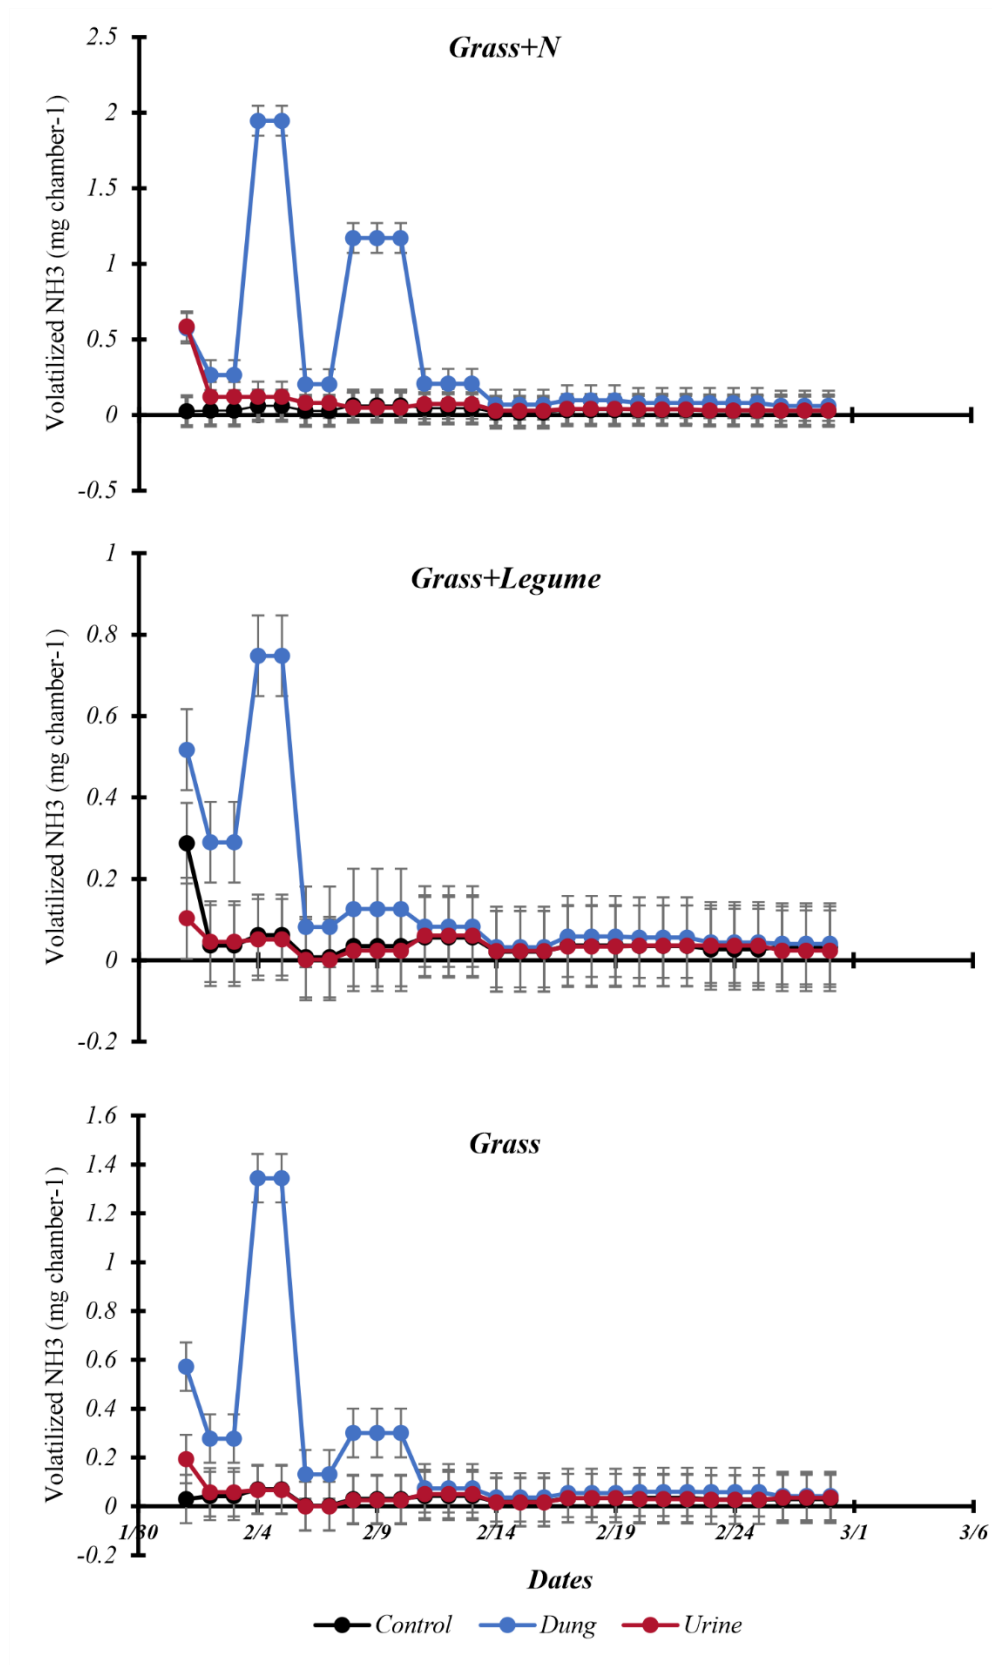 Grass+N
Volatilized NH3 (mg chamber-1)
2.5
2
1.5
1
0.5
0
-0.5
Grass+Legume
Volatilized NH3 (mg chamber-1)
1
0.8
0.6
0.4
0.2
0
-0.2
Grass
Volatilized NH3 (mg chamber-1)
1.6
1.4
1.2
1
0.8
0.6
0.4
0.2
0
-0.2
1/30 2/4 2/9 2/14 2/19 2/24 3/1 3/6
Dates
Control Dung Urine